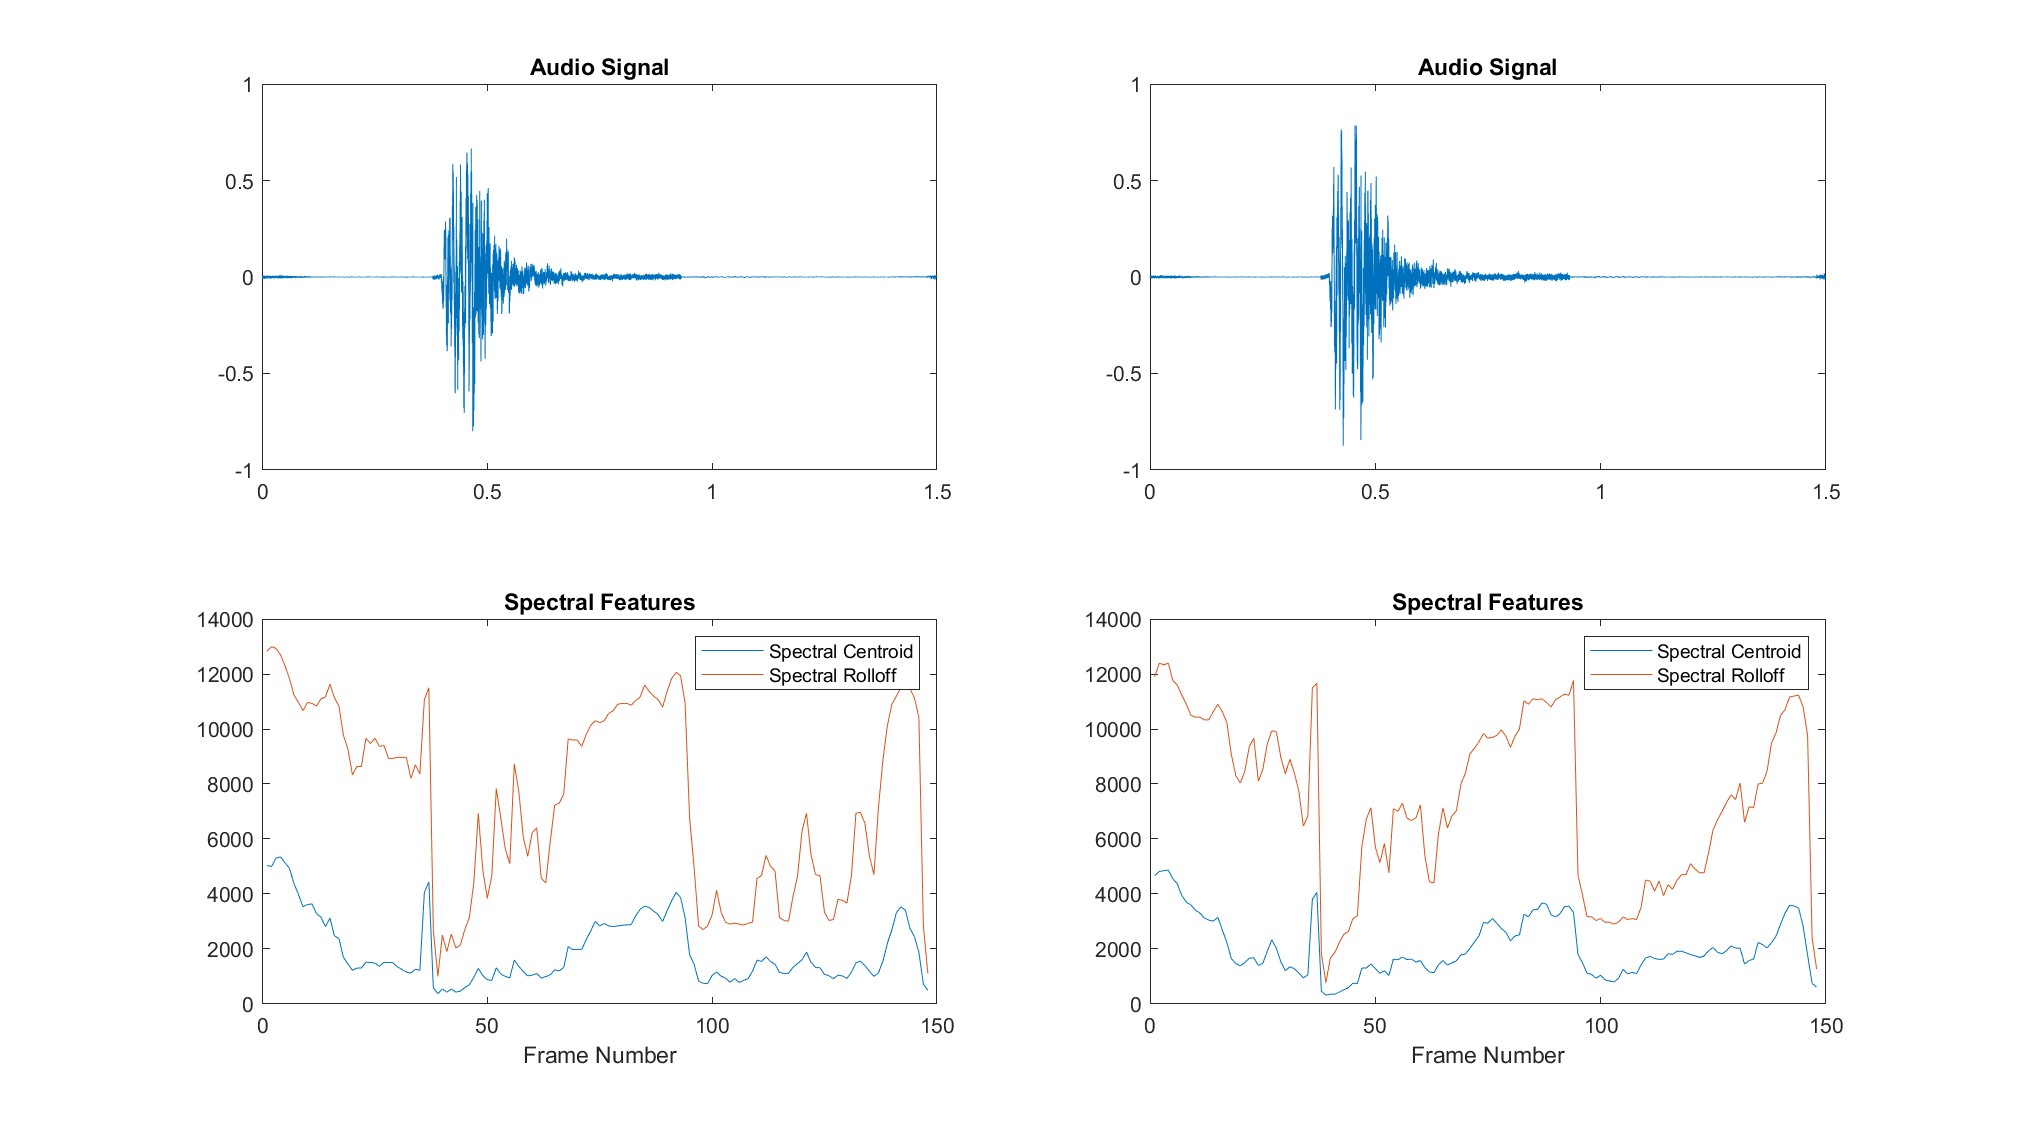 Audio Signal
1
0.5
0
-0.5
-1
0 0.5 1 1.5
Audio Signal
1
0.5
0
-0.5
-1
0 0.5 1 1.5
Spectral Features
14000
12000
10000
8000
6000
4000
2000
0
Spectral Centroid
Spectral Rolloff
0 50 100 150
Frame Number
Spectral Features
14000
12000
10000
8000
6000
4000
2000
0
Spectral Centroid
Spectral Rolloff
0 50 100 150
Frame Number